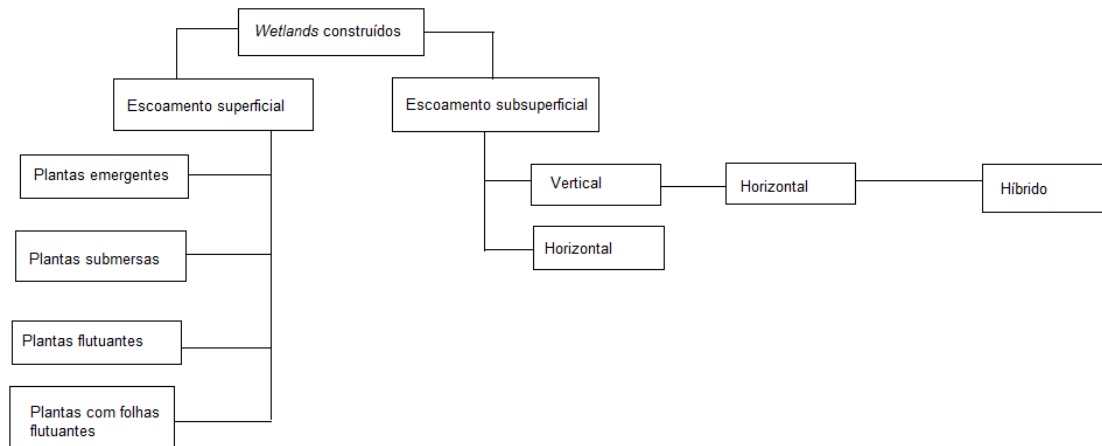 Wetlands construídos
Escoamento superficial
Escoamento subsuperficial
Plantas emergentes
Vertical
Horizontal
Híbrido
Plantas submersas
Horizontal
Plantas flutuantes
Plantas com folhas
flutuantes